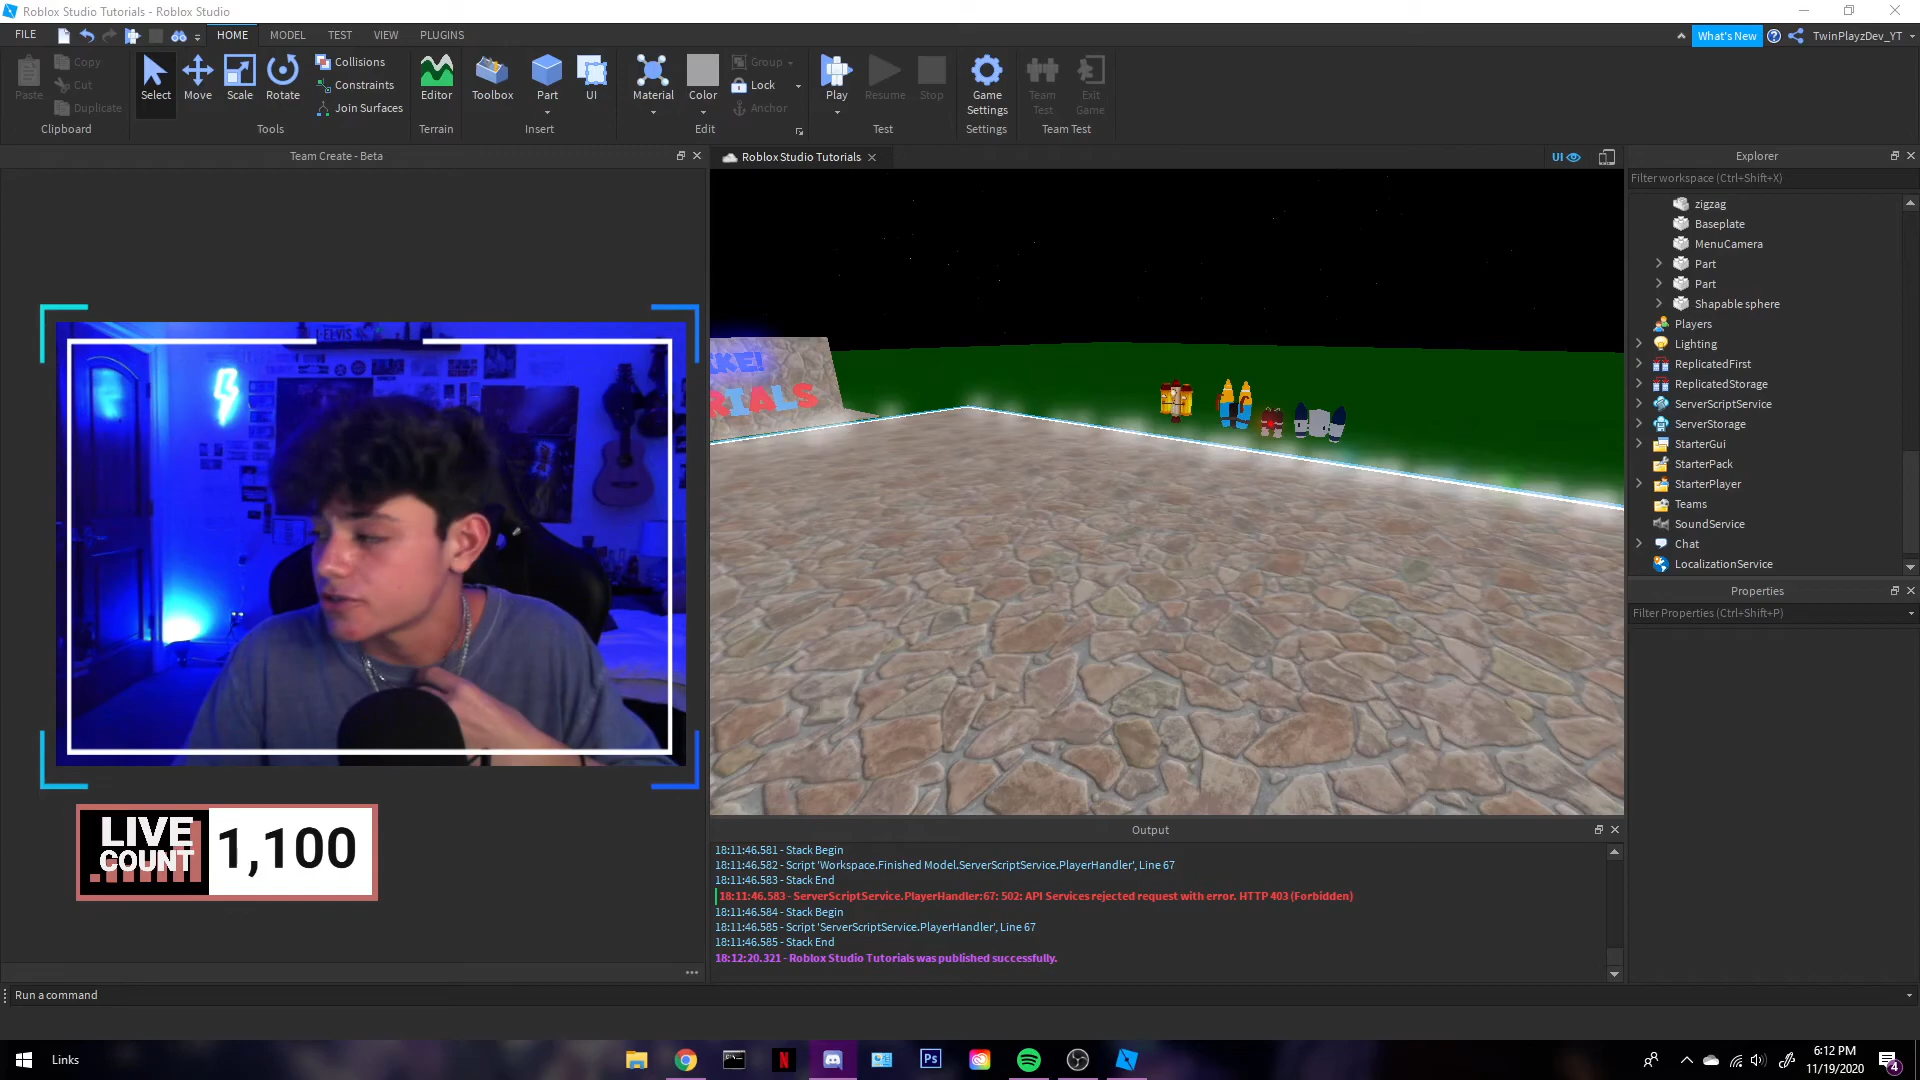 Roblox Studio Tutorials - Roblox Studio
FILE
HOME
MODEL
TEST
VIEW
PLUGINS
What's New
TwinPlayzDev_YT
Paste
Copy
Cut
Duplicate
Clipboard
Select
Move
Scale
Rotate
Collisions
Constraints
Join Surfaces
Tools
Editor
Terrain
Toolbox
Part
UI
Insert
Material
Color
Group
Lock
Anchor
Edit
Play
Resume
Stop
Test
Game
Settings
Settings
Team
Test
Exit
Game
Team Test
Team Create - Beta
Roblox Studio Tutorials
UI
Explorer
Filter workspace (Ctrl+Shift+X)
zigzag
Baseplate
MenuCamera
Part
Part
Shapable sphere
Players
Lighting
ReplicatedFirst
ReplicatedStorage
ServerScriptService
ServerStorage
StarterGui
StarterPack
StarterPlayer
Teams
SoundService
Chat
LocalizationService
Properties
Filter Properties (Ctrl+Shift+P)
KE!
RIALS
LIVE
COUNT
1,100
Output
18:11:46.581 - Stack Begin
18:11:46.582 - Script 'Workspace.Finished Model.ServerScriptService.PlayerHandler', Line 67
18:11:46.583 - Stack End
18:11:46.583 - ServerScriptService.PlayerHandler:67: 502: API Services rejected request with error. HTTP 403 (Forbidden)
18:11:46.584 - Stack Begin
18:11:46.585 - Script 'ServerScriptService.PlayerHandler', Line 67
18:11:46.585 - Stack End
18:12:20.321 - Roblox Studio Tutorials was published successfully.
Run a command
Links
N
Ps
6:12 PM
11/19/2020
4